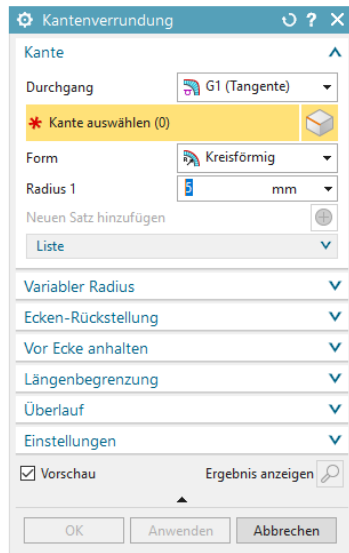 Kantenverrundung
Kante
Durchgang G1 (Tangente)
* Kante auswählen (0)
Form Kreisförmig
Radius 1 5 mm
Neuen Satz hinzufügen
Liste
Variabler Radius
Ecken-Rückstellung
Vor Ecke anhalten
Längenbegrenzung
Überlauf
Einstellungen
Vorschau Ergebnis anzeigen
OK Anwenden Abbrechen